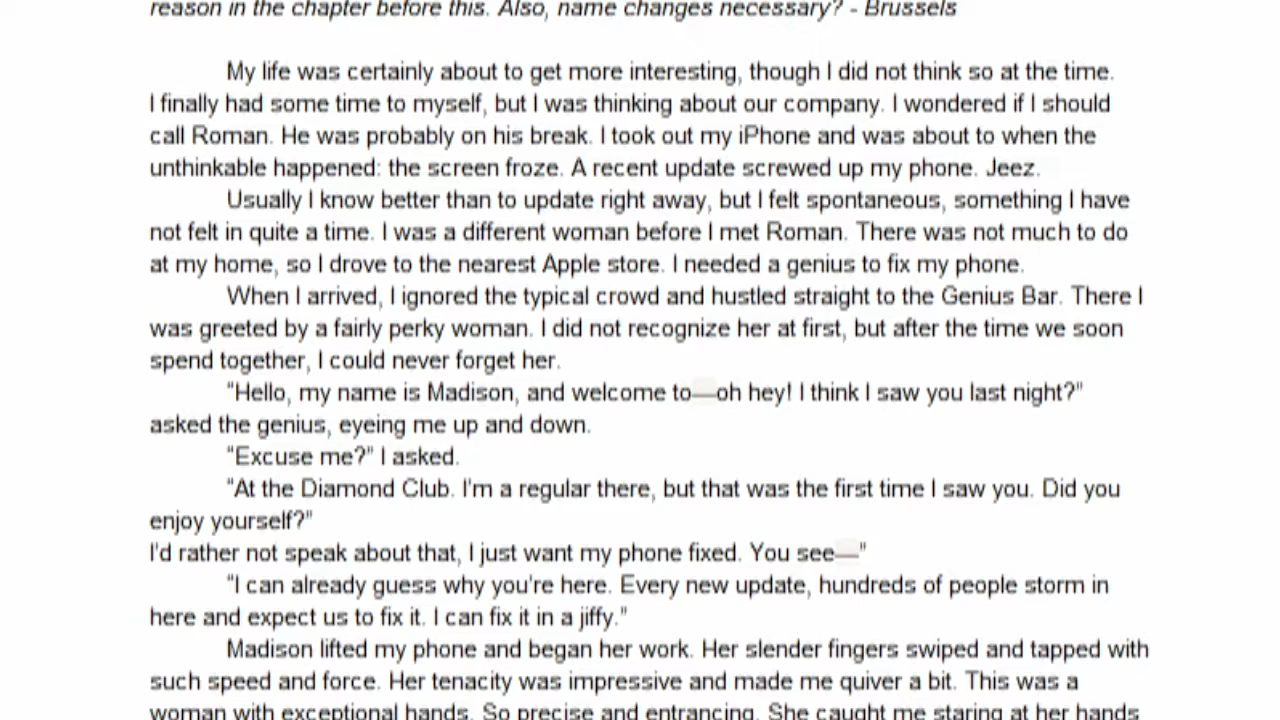 reason in the chapter before this. Also, name changes necessary? - Brussels
My life was certainly about to get more interesting, though I did not think so at the time.
I finally had some time to myself, but I was thinking about our company. I wondered if I should
call Roman. He was probably on his break. I took out my iPhone and was about to when the
unthinkable happened: the screen froze. A recent update screwed up my phone. Jeez.
Usually I know better than to update right away, but I felt spontaneous, something I have
not felt in quite a time. I was a different woman before I met Roman. There was not much to do
at my home, so I drove to the nearest Apple store. I needed a genius to fix my phone.
When I arrived, I ignored the typical crowd and hustled straight to the Genius Bar. There I
was greeted by a fairly perky woman. I did not recognize her at first, but after the time we soon
spend together, I could never forget her.
"Hello, my name is Madison, and welcome to—oh hey! I think I saw you last night?"
asked the genius, eyeing me up and down.
"Excuse me?" I asked.
"At the Diamond Club. I'm a regular there, but that was the first time I saw you. Did you
enjoy yourself?"
I'd rather not speak about that, I just want my phone fixed. You see—"
"I can already guess why you're here. Every new update, hundreds of people storm in
here and expect us to fix it. I can fix it in a jiffy."
Madison lifted my phone and began her work. Her slender fingers swiped and tapped with
such speed and force. Her tenacity was impressive and made me quiver a bit. This was a
woman with exceptional hands. So precise and entrancing. She caught me staring at her hands